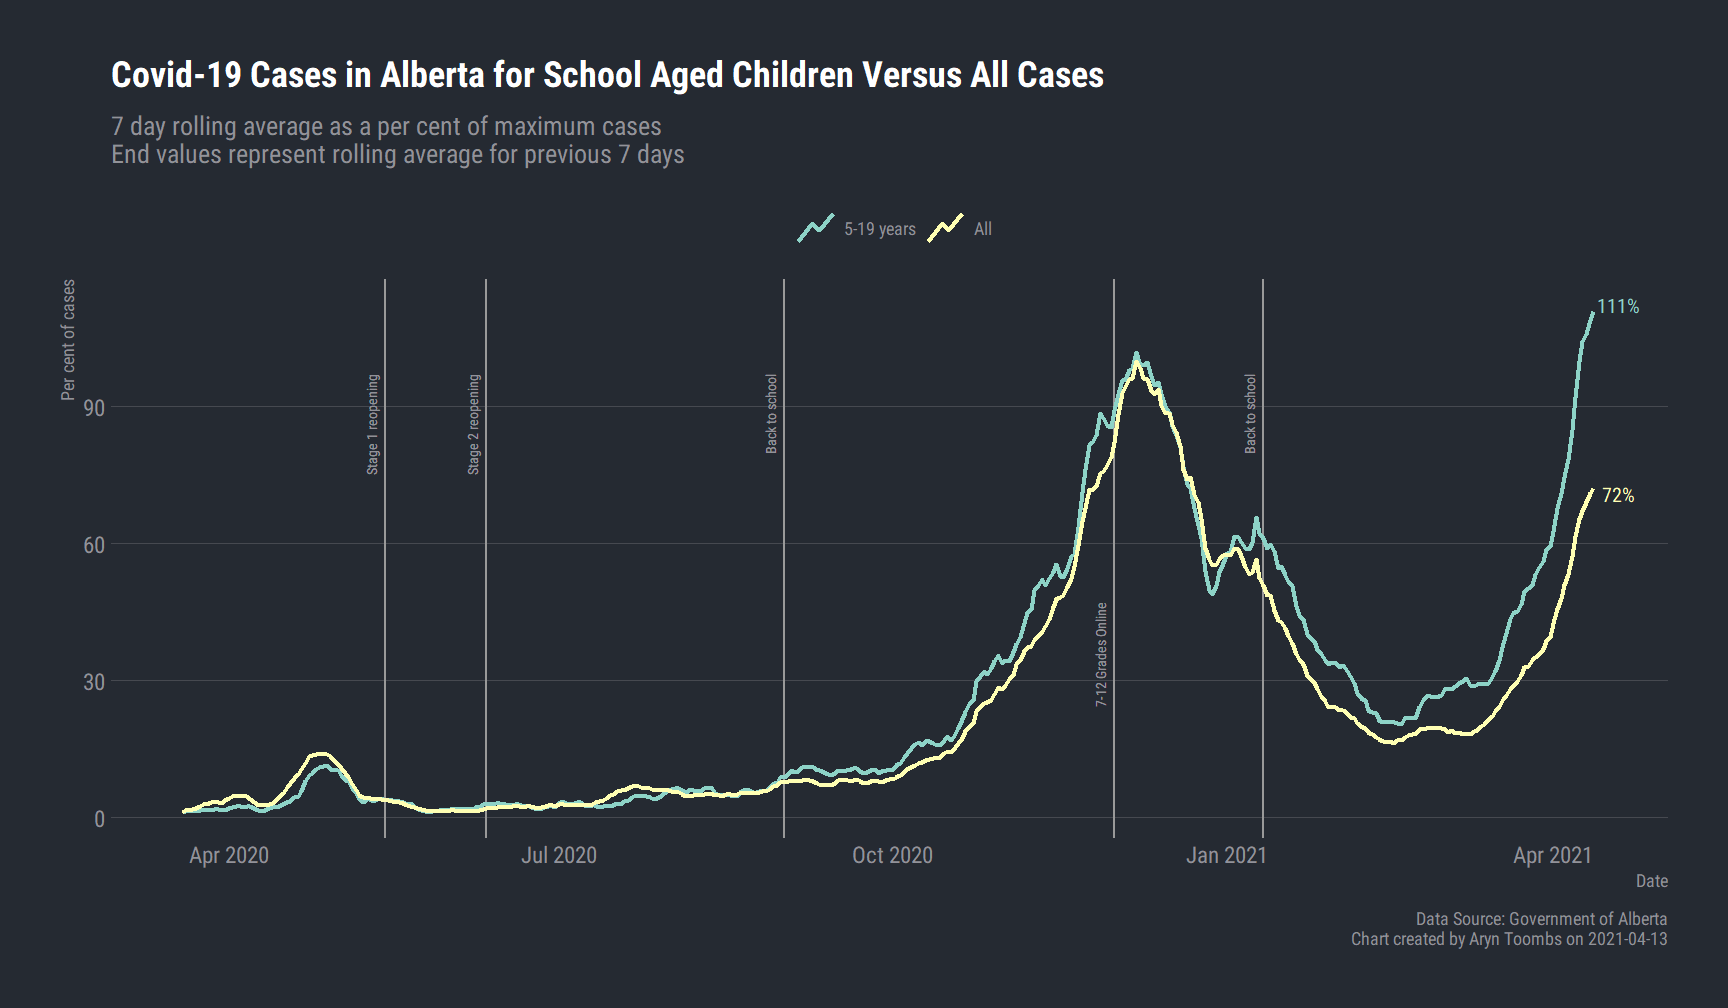 Covid-19 Cases in Alberta for School Aged Children Versus All Cases
7 day rolling average as a per cent of maximum cases
End values represent rolling average for previous 7 days
5-19 years
All
Per cent of cases
90
60
30
0
Stage 1 reopening
Stage 2 reopening
Back to school
7-12 Grades Online
Back to school
111%
72%
Apr 2020
Jul 2020
Oct 2020
Jan 2021
Apr 2021
Date
Data Source: Government of Alberta
Chart created by Aryn Toombs on 2021-04-13